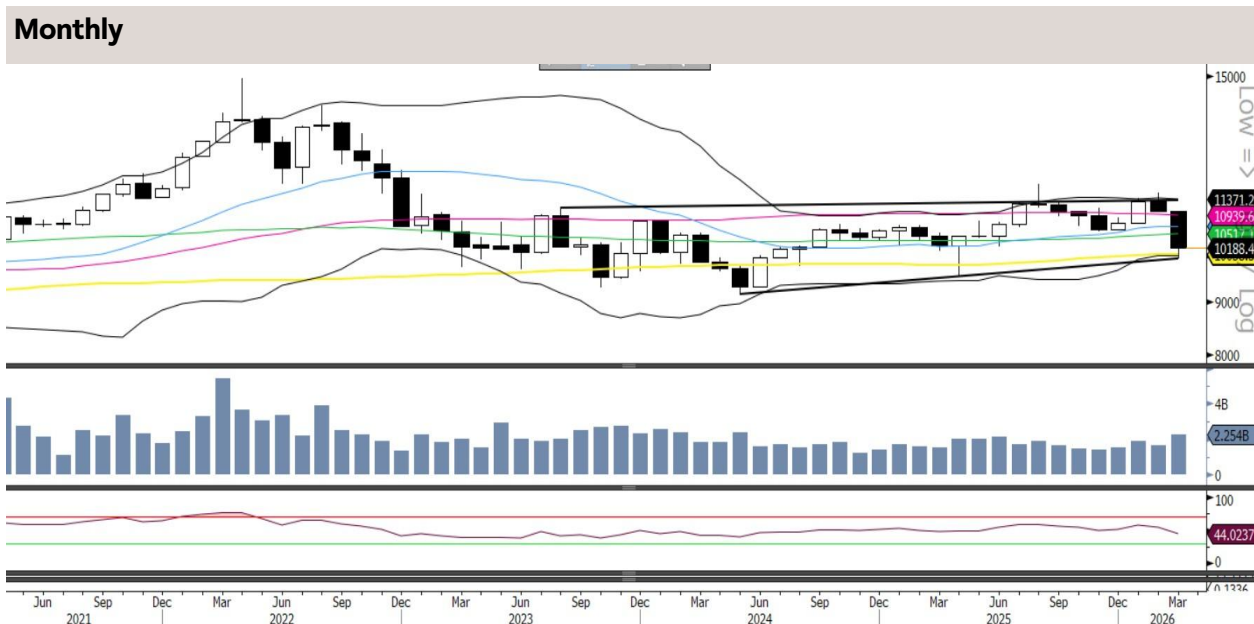 Monthly
15000
Low =>
11371.2
10939.6
10188.4
Log
9000
8000
4B
2.254B
0
100
44.0237
0
0.1336
Jun Sep Dec Mar Jun Sep Dec Mar Jun Sep Dec Mar Jun Sep Dec Mar Jun Sep Dec Mar
2021 2022 2023 2024 2025 2026